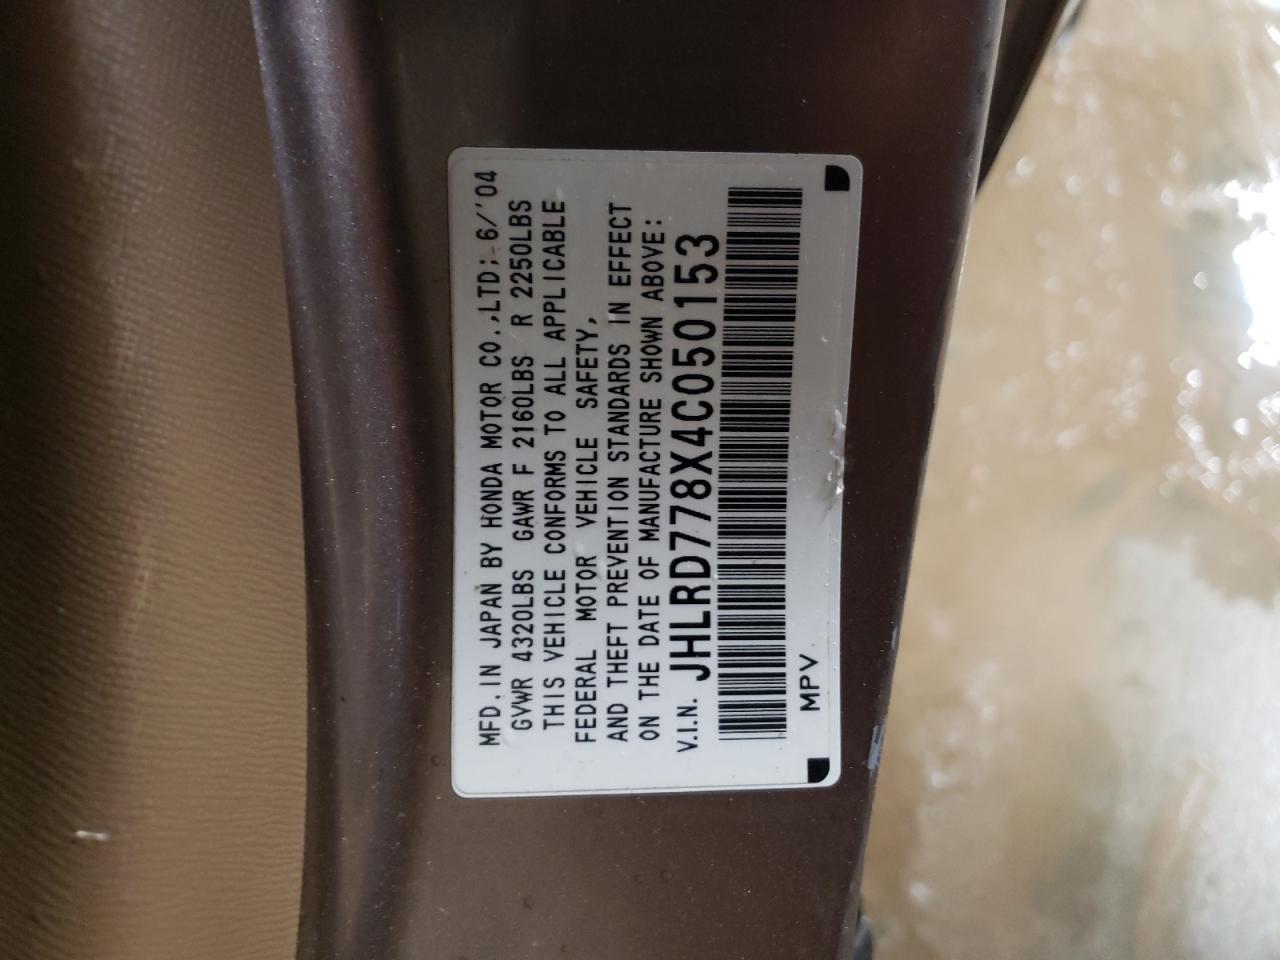 MFD. IN JAPAN BY HONDA MOTOR CO.,LTD; 6/'04
GVWR 4320LBS GAWR F 2160LBS R 2250LBS
THIS VEHICLE CONFORMS TO ALL APPLICABLE
FEDERAL MOTOR VEHICLE SAFETY,
AND THEFT PREVENTION STANDARDS IN EFFECT
ON THE DATE OF MANUFACTURE SHOWN ABOVE:
V.I.N. JHLRD778X4C050153
MPV